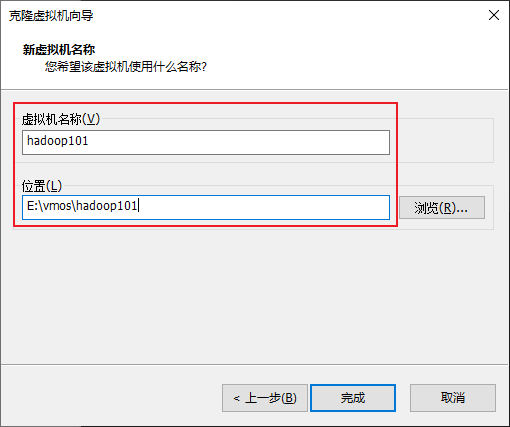 克隆虚拟机向导
新虚拟机名称
您希望该虚拟机使用什么名称?
虚拟机名称(V)
hadoop101
位置(L)
E:\vmos\hadoop101
浏览(R)...
< 上一步(B)
完成
取消